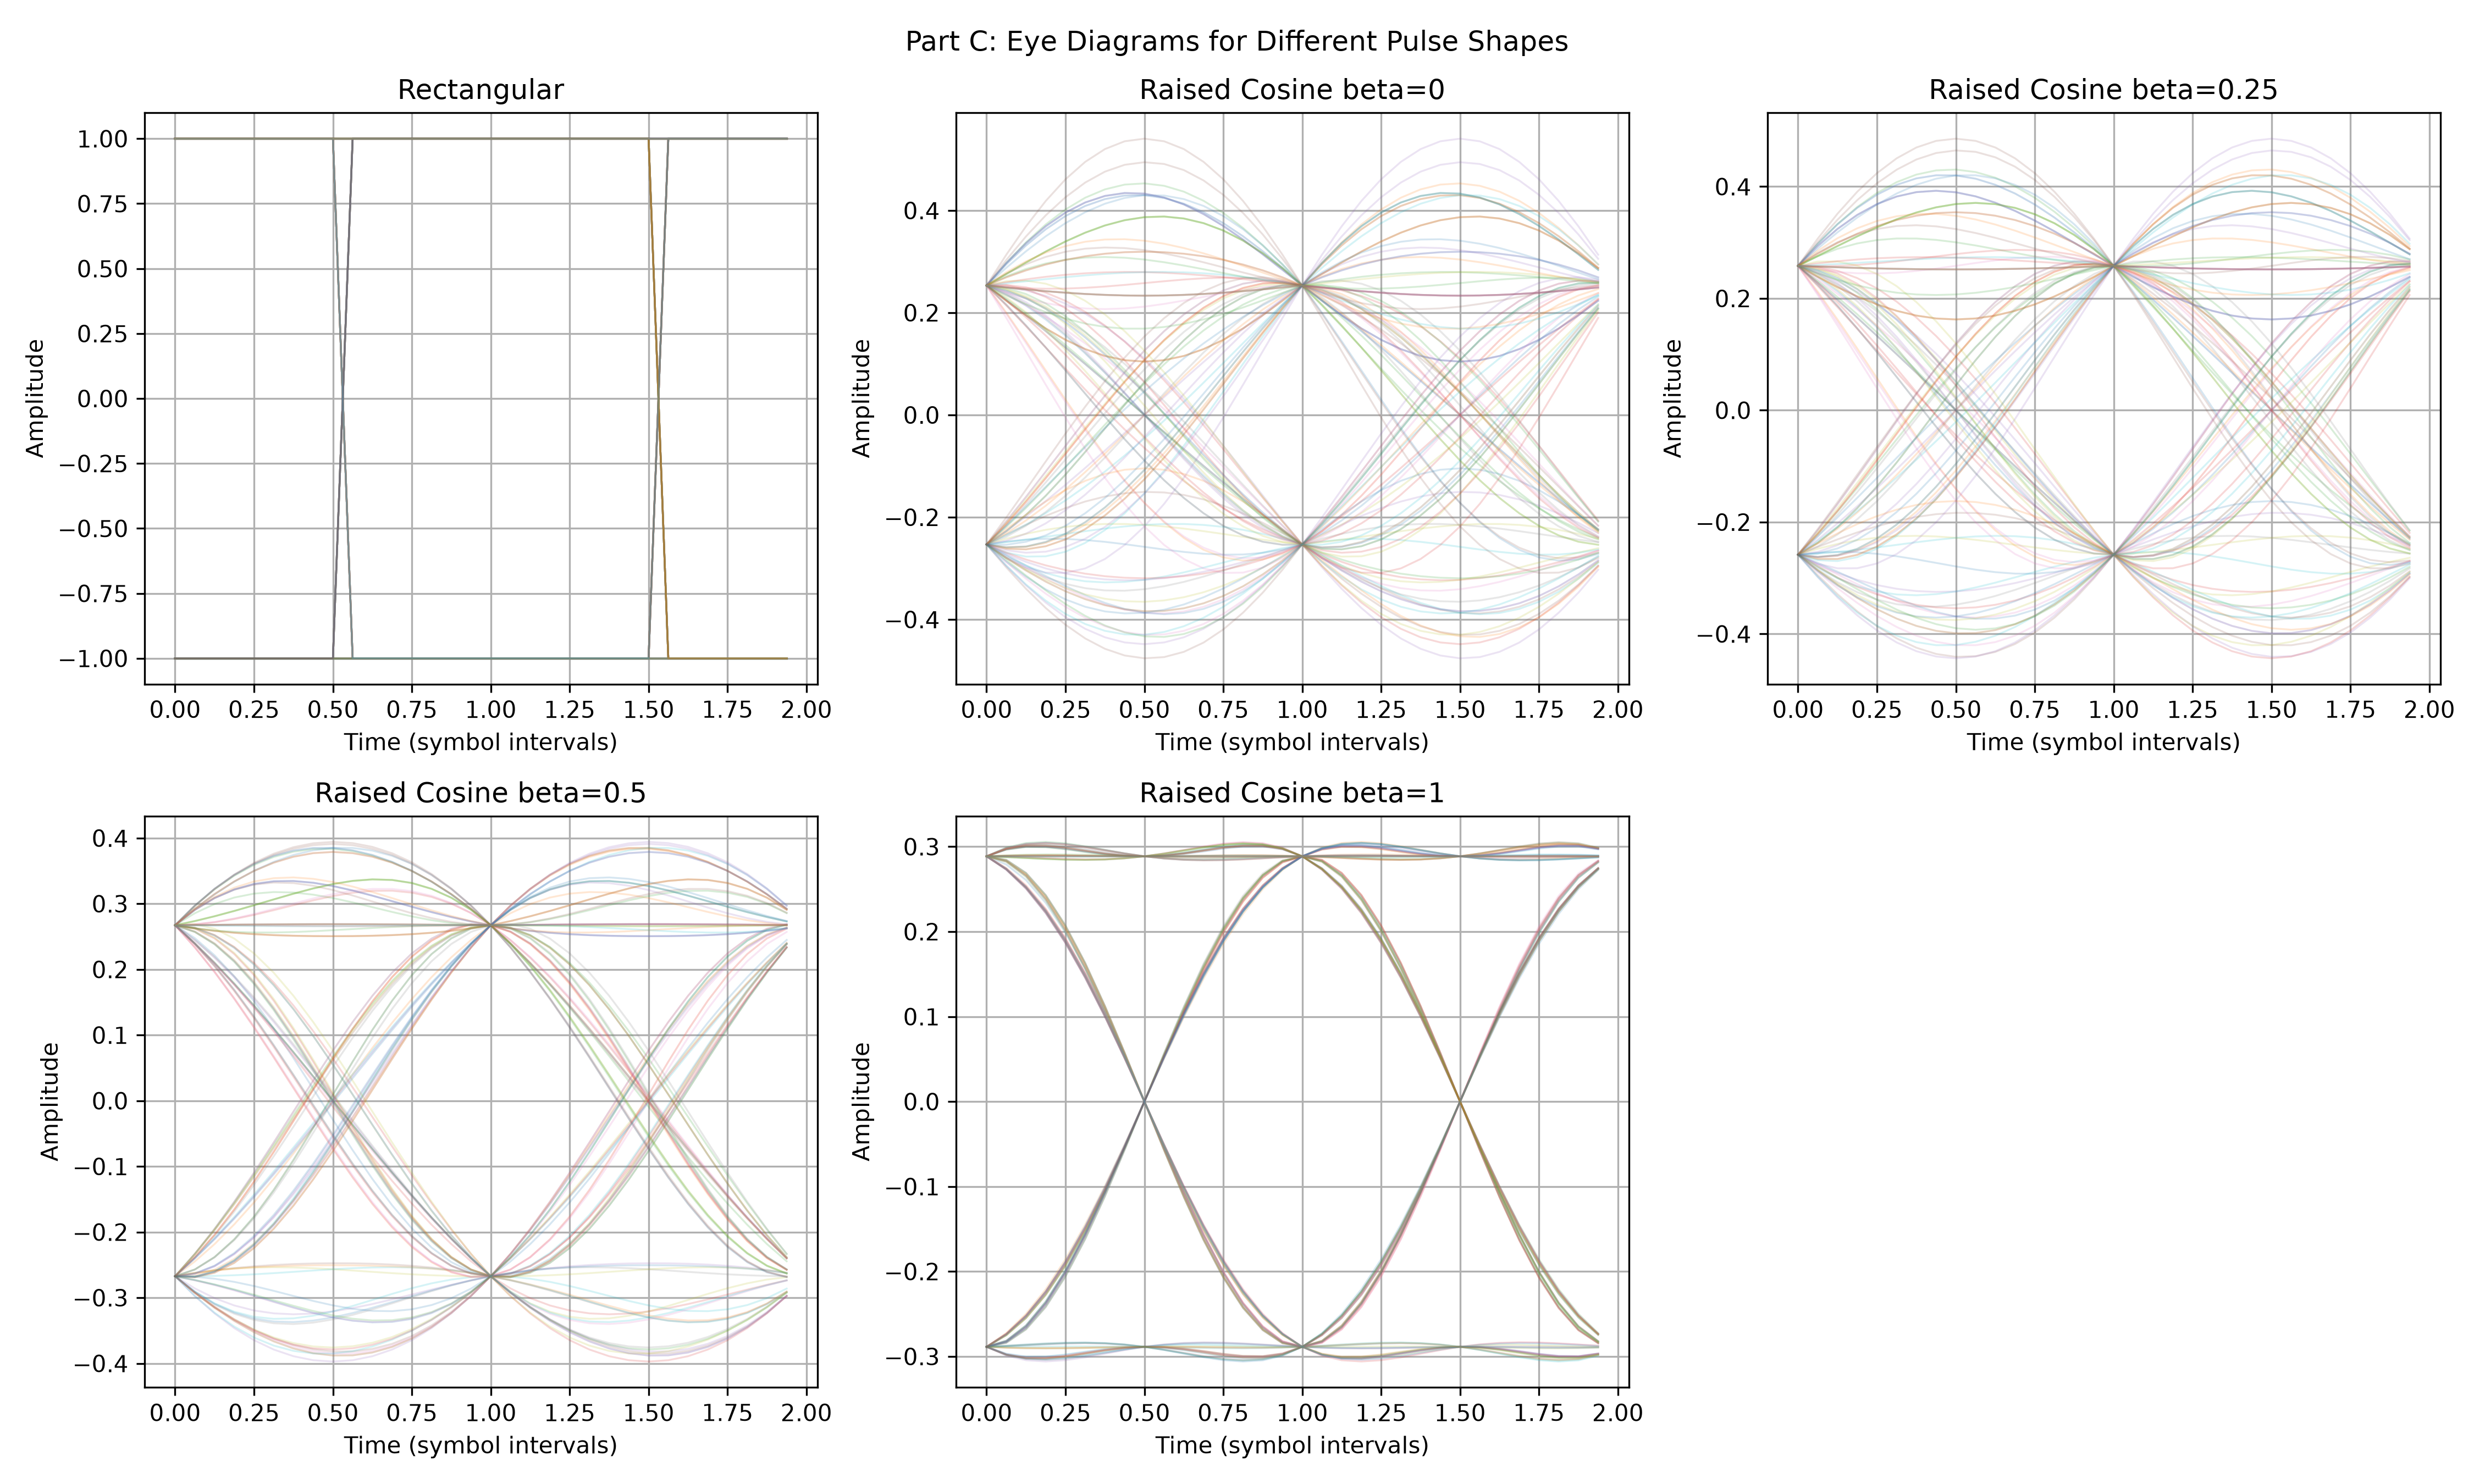 Part C: Eye Diagrams for Different Pulse Shapes
Rectangular
Raised Cosine beta=0
Raised Cosine beta=0.25
Amplitude
1.00
0.75
0.50
0.25
0.00
−0.25
−0.50
−0.75
−1.00
0.00 0.25 0.50 0.75 1.00 1.25 1.50 1.75 2.00
Time (symbol intervals)
Amplitude
0.4
0.2
0.0
−0.2
−0.4
0.00 0.25 0.50 0.75 1.00 1.25 1.50 1.75 2.00
Time (symbol intervals)
Amplitude
0.4
0.2
0.0
−0.2
−0.4
0.00 0.25 0.50 0.75 1.00 1.25 1.50 1.75 2.00
Time (symbol intervals)
Raised Cosine beta=0.5
Raised Cosine beta=1
Amplitude
0.4
0.3
0.2
0.1
0.0
−0.1
−0.2
−0.3
−0.4
0.00 0.25 0.50 0.75 1.00 1.25 1.50 1.75 2.00
Time (symbol intervals)
Amplitude
0.3
0.2
0.1
0.0
−0.1
−0.2
−0.3
0.00 0.25 0.50 0.75 1.00 1.25 1.50 1.75 2.00
Time (symbol intervals)